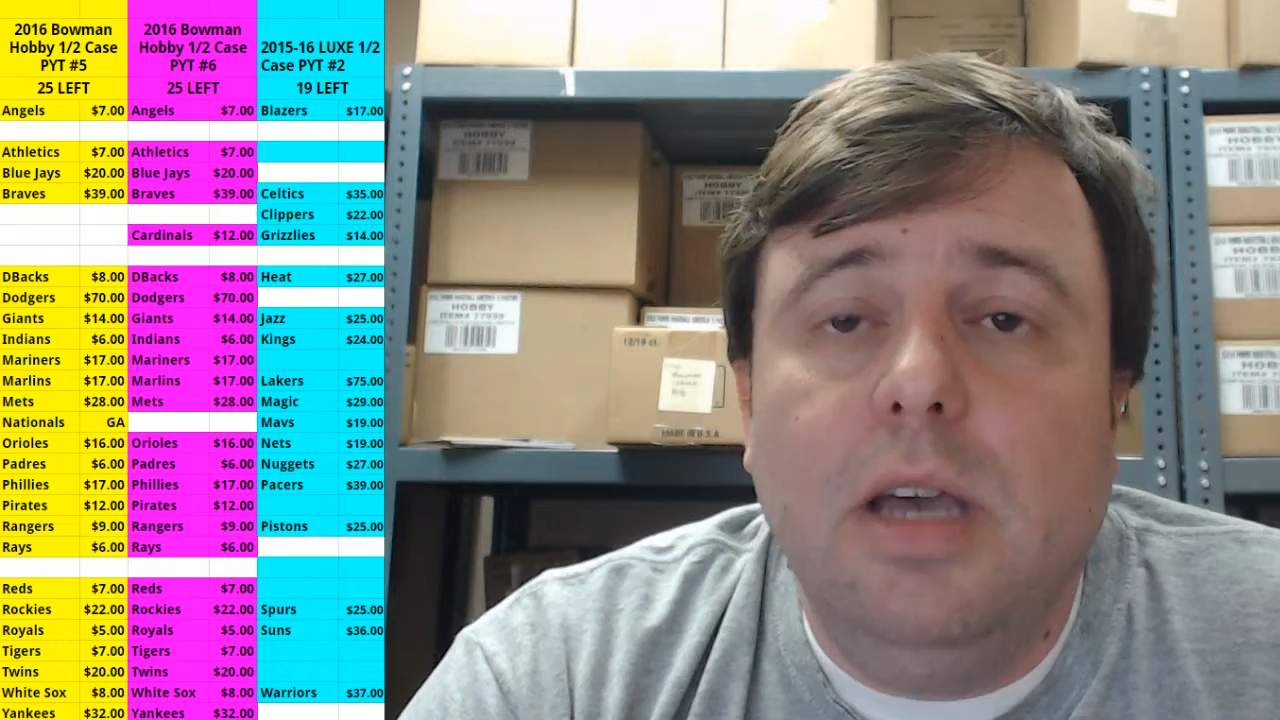 2016 Bowman
Hobby 1/2 Case
PYT #5
25 LEFT
Angels $7.00
Athletics $7.00
Blue Jays $20.00
Braves $39.00
DBacks $8.00
Dodgers $70.00
Giants $14.00
Indians $6.00
Mariners $17.00
Marlins $17.00
Mets $28.00
Nationals GA
Orioles $16.00
Padres $6.00
Phillies $17.00
Pirates $12.00
Rangers $9.00
Rays $6.00
Reds $7.00
Rockies $22.00
Royals $5.00
Tigers $7.00
Twins $20.00
White Sox $8.00
Yankees $32.00
2016 Bowman
Hobby 1/2 Case
PYT #6
25 LEFT
Angels $7.00
Athletics $7.00
Blue Jays $20.00
Braves $39.00
Cardinals $12.00
DBacks $8.00
Dodgers $70.00
Giants $14.00
Indians $6.00
Mariners $17.00
Marlins $17.00
Mets $28.00
Orioles $16.00
Padres $6.00
Phillies $17.00
Pirates $12.00
Rangers $9.00
Rays $6.00
Reds $7.00
Rockies $22.00
Royals $5.00
Tigers $7.00
Twins $20.00
White Sox $8.00
Yankees $32.00
2015-16 LUXE 1/2
Case PYT #2
19 LEFT
Blazers $17.00
Celtics $35.00
Clippers $22.00
Grizzlies $14.00
Heat $27.00
Jazz $25.00
Kings $24.00
Lakers $75.00
Magic $29.00
Mavs $19.00
Nets $19.00
Nuggets $27.00
Pacers $39.00
Pistons $25.00
Spurs $25.00
Suns $36.00
Warriors $37.00
HOBBY
HOBBY
HOBBY
12/18 ct.
MADE IN U.S.A